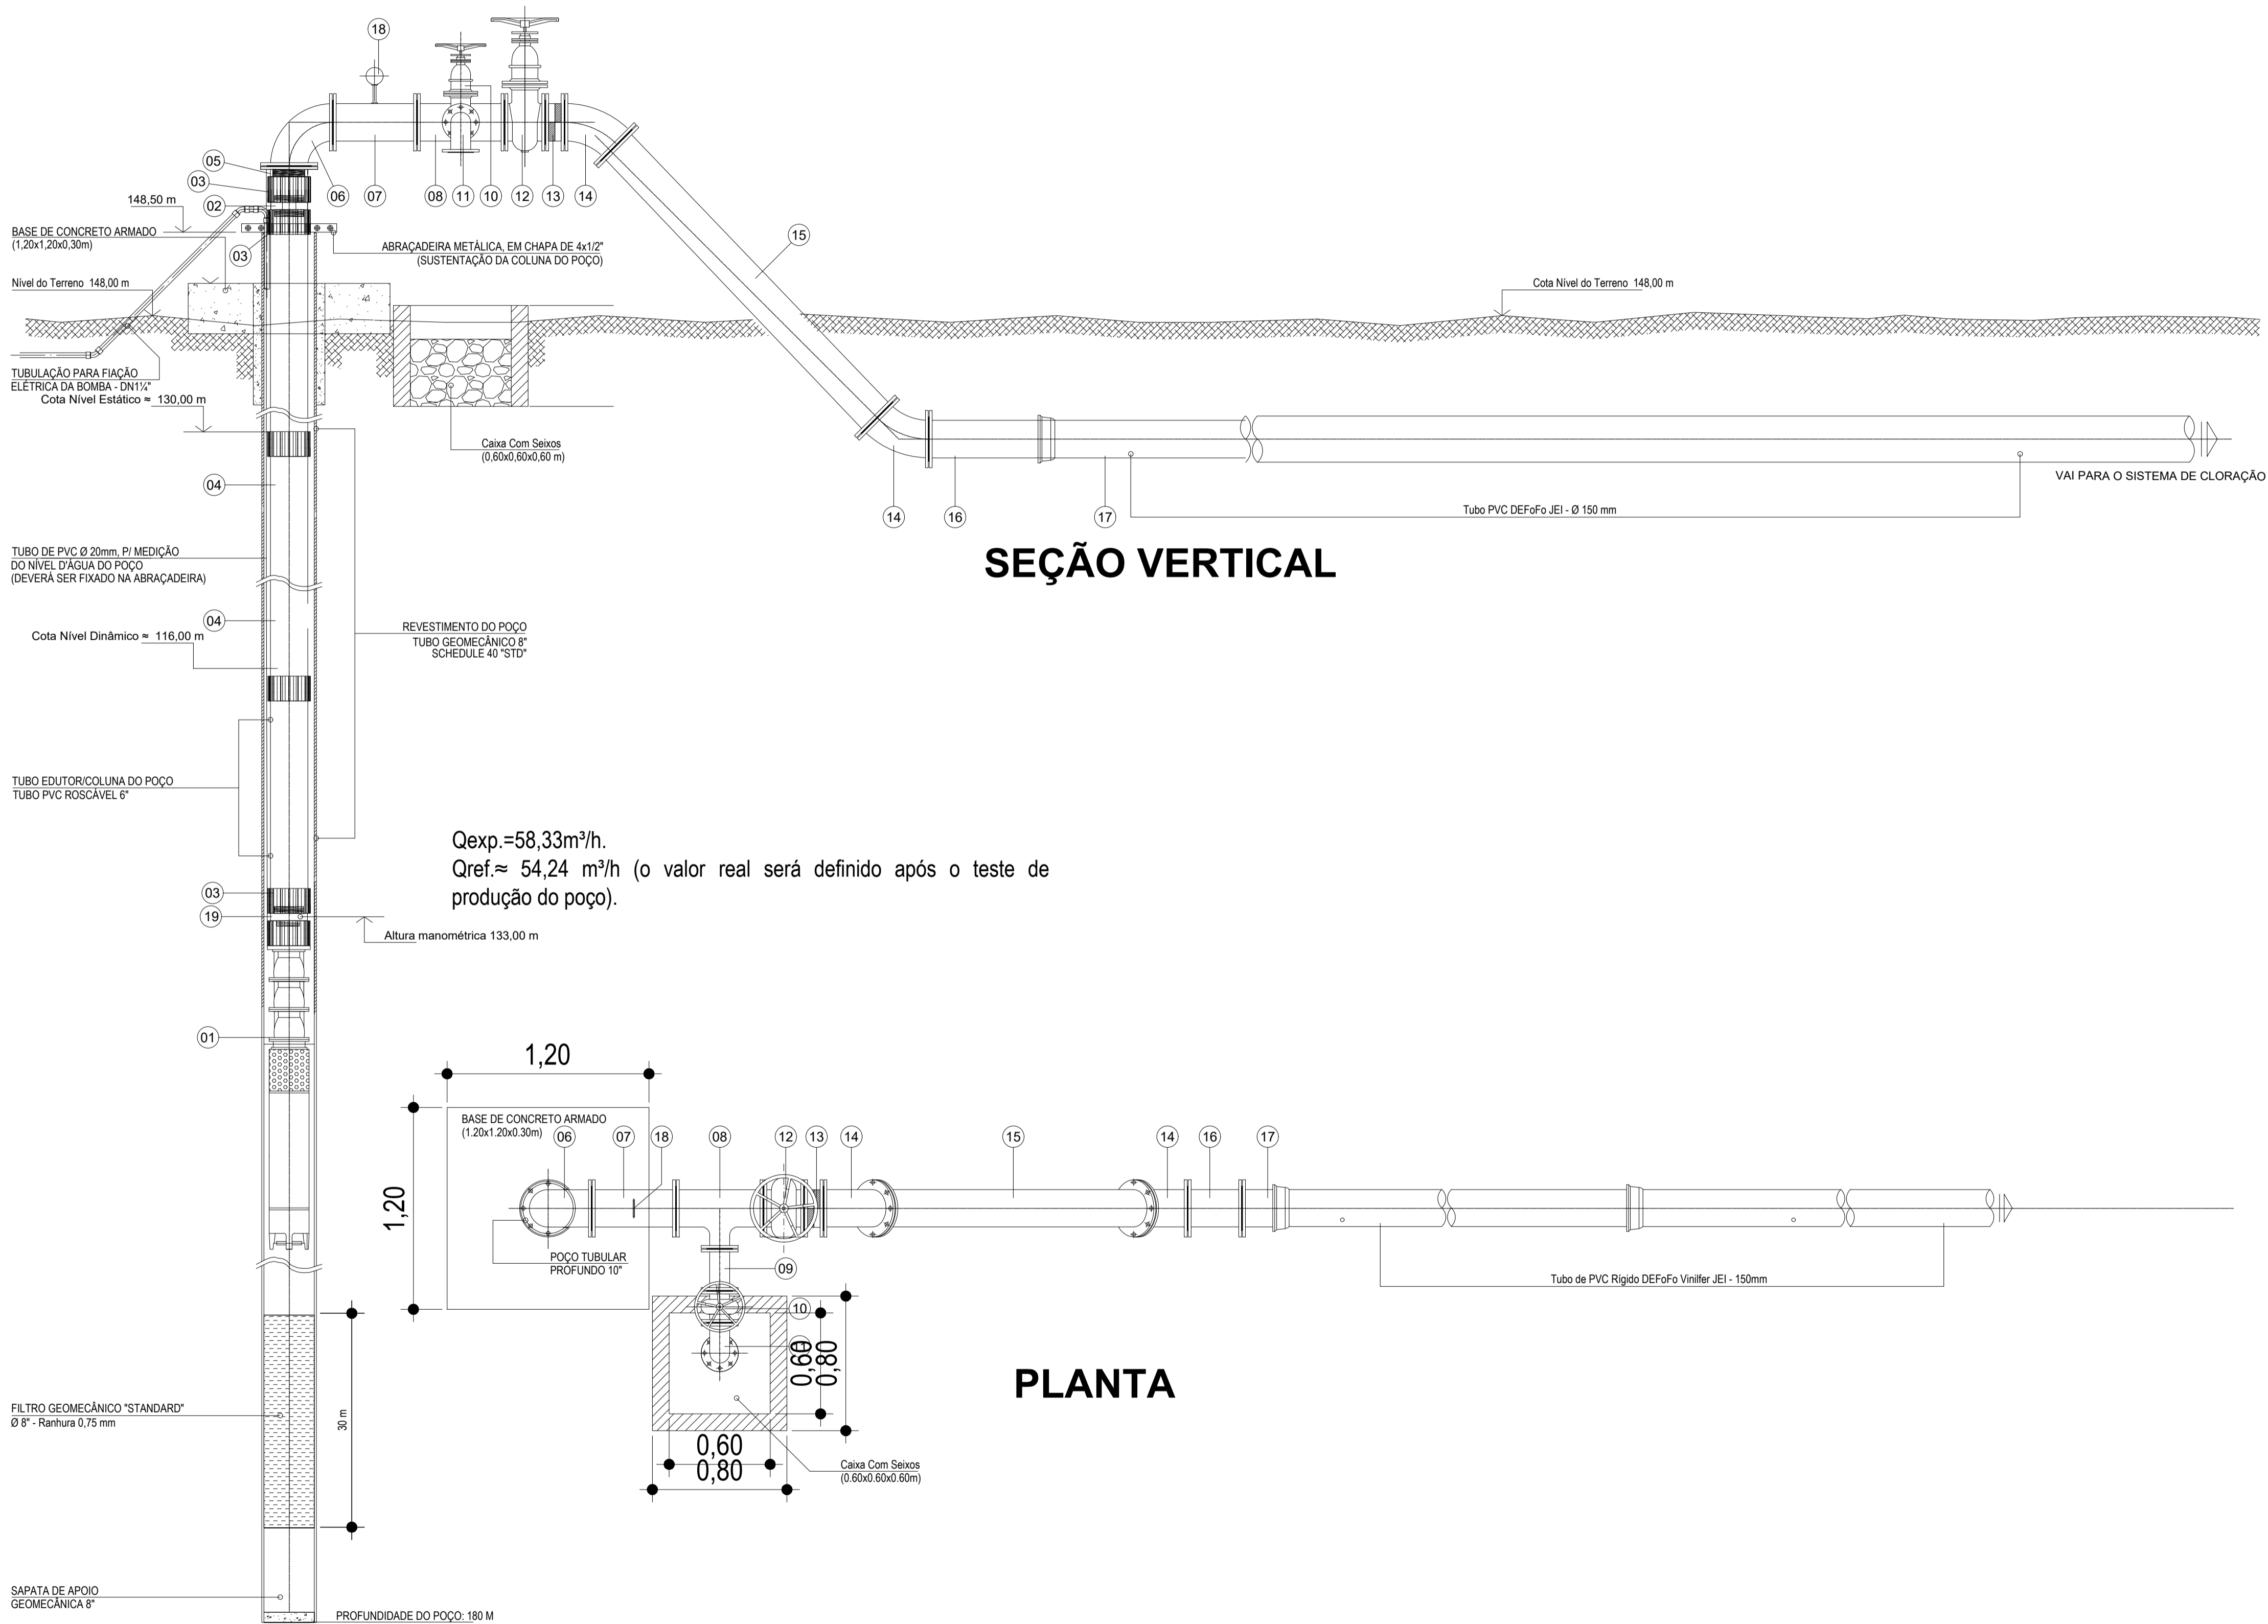 18
05
03
02
06
07
08
11
10
12
13
14
15
148,50 m
BASE DE CONCRETO ARMADO
(1,20x1,20x0,30m)
03
ABRAÇADEIRA METÁLICA, EM CHAPA DE 4x1/2"
(SUSTENTAÇÃO DA COLUNA DO POÇO)
Nível do Terreno 148,00 m
Cota Nível do Terreno 148,00 m
TUBULAÇÃO PARA FIAÇÃO
ELÉTRICA DA BOMBA - DN1¼"
Cota Nível Estático ≈ 130,00 m
Caixa Com Seixos
(0,60x0,60x0,60 m)
04
14
16
17
VAI PARA O SISTEMA DE CLORAÇÃO
Tubo PVC DEFoFo JEI - Ø 150 mm
SEÇÃO VERTICAL
TUBO DE PVC Ø 20mm, P/ MEDIÇÃO
DO NÍVEL D'ÁGUA DO POÇO
(DEVERÁ SER FIXADO NA ABRAÇADEIRA)
04
Cota Nível Dinâmico ≈ 116,00 m
REVESTIMENTO DO POÇO
TUBO GEOMECÂNICO 8"
SCHEDULE 40 "STD"
TUBO EDUTOR/COLUNA DO POÇO
TUBO PVC ROSCÁVEL 6"
Qexp.=58,33m³/h.
Qref.≈ 54,24 m³/h (o valor real será definido após o teste de
produção do poço).
03
19
Altura manométrica 133,00 m
01
1,20
1,20
BASE DE CONCRETO ARMADO
(1.20x1.20x0.30m)
06
07
18
08
12
13
14
15
14
16
17
POÇO TUBULAR
PROFUNDO 10"
09
10
Tubo de PVC Rígido DEFoFo Vinilfer JEI - 150mm
0,60
0,80
PLANTA
0,60
0,80
Caixa Com Seixos
(0.60x0.60x0.60m)
FILTRO GEOMECÂNICO "STANDARD"
Ø 8" - Ranhura 0,75 mm
30 m
SAPATA DE APOIO
GEOMECÂNICA 8"
PROFUNDIDADE DO POÇO: 180 M